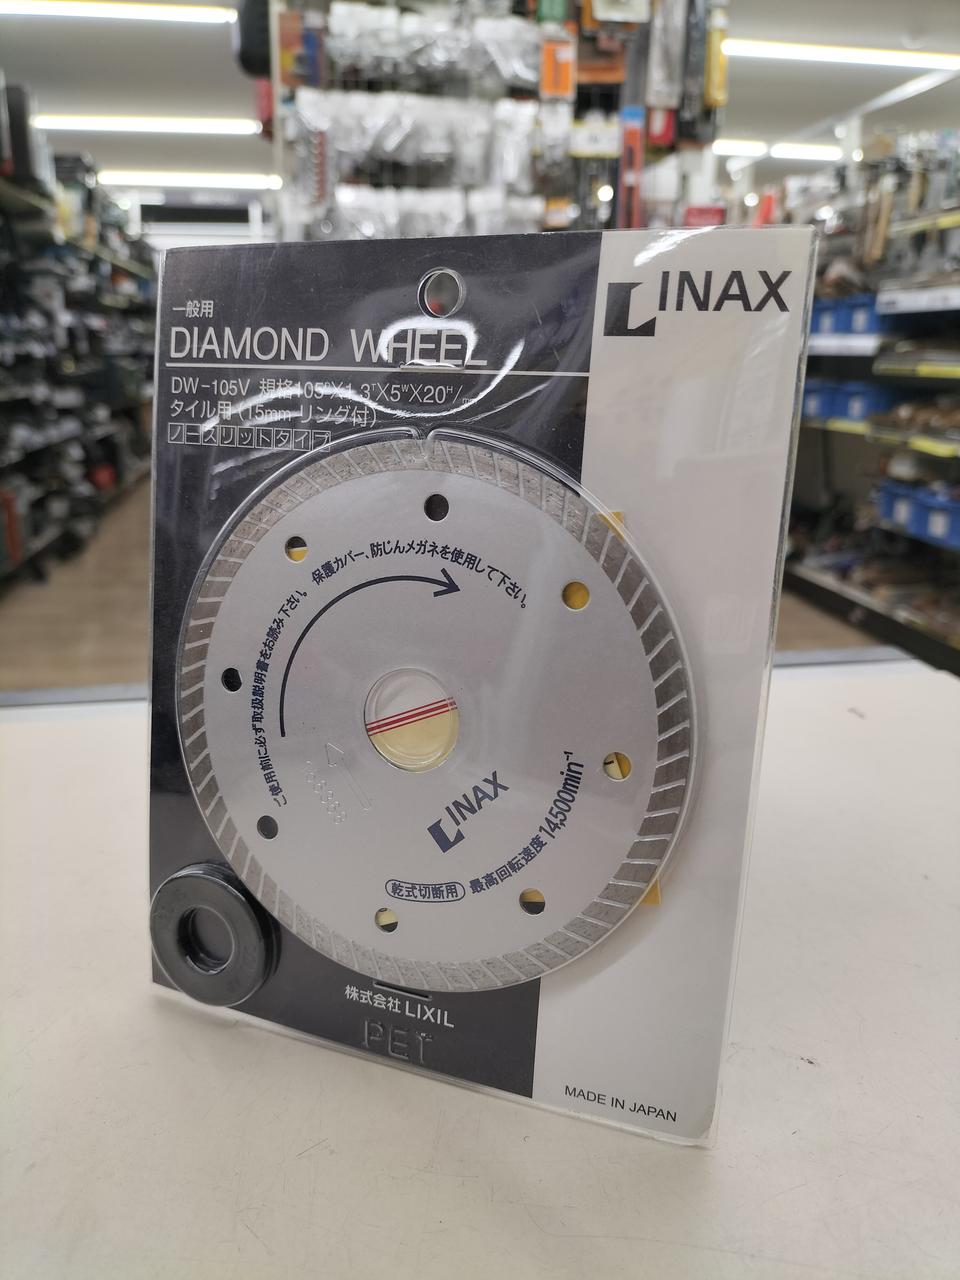 INAX
一般用
DIAMOND WHEEL
DW-105V 規格105ᴰX1.3ᵀX5ᵂX20ᴴ/mm
タイル用(15mm リング付)
ノースリットタイプ
ご使用前に必ず取扱説明書をお読み下さい。 保護カバー、防じんメガネを使用して下さい。
INAX
乾式切断用 最高回転速度 14,500min⁻¹
株式会社 LIXIL
PET
MADE IN JAPAN